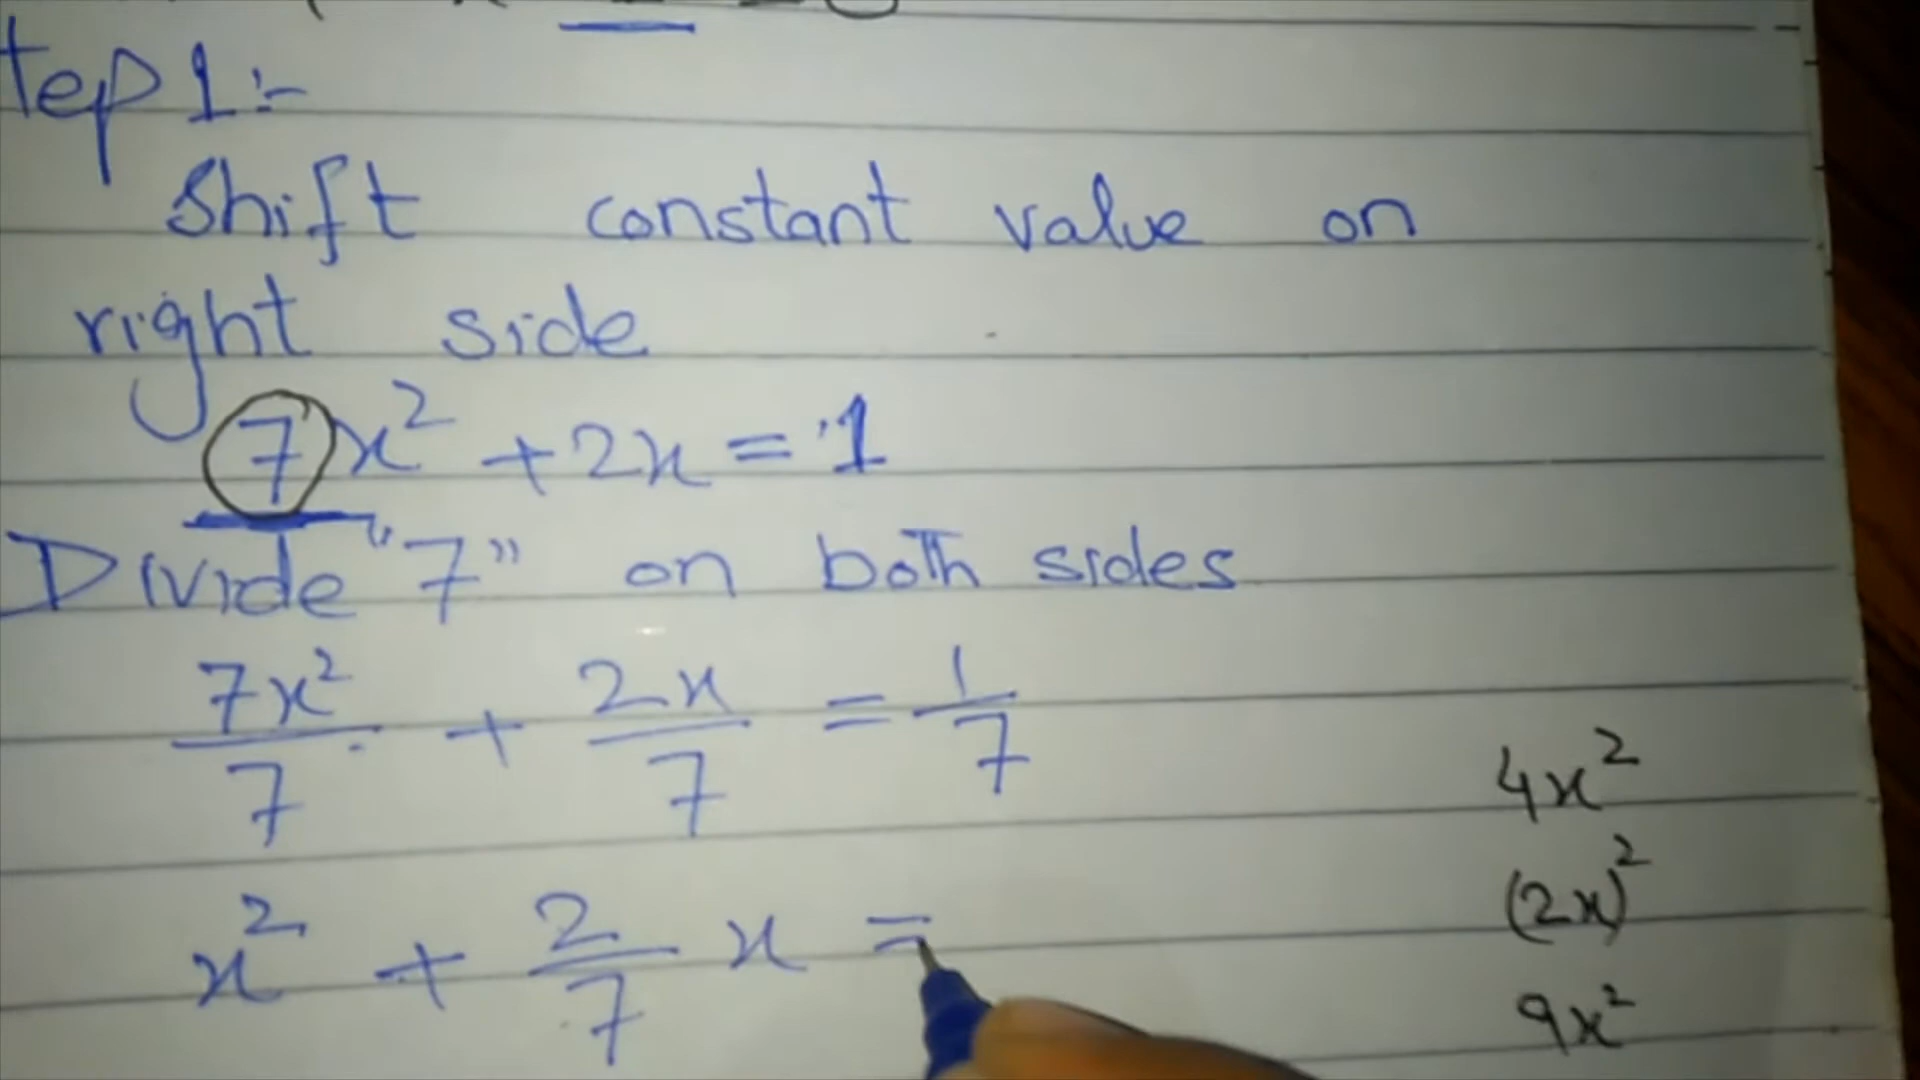 tep 1:-
Shift constant value on
right side
7x² + 2x = 1
Divide "7" on both sides
7x²/7 + 2x/7 = 1/7
4x²
x² + 2/7 x =
(2x)²
9x²